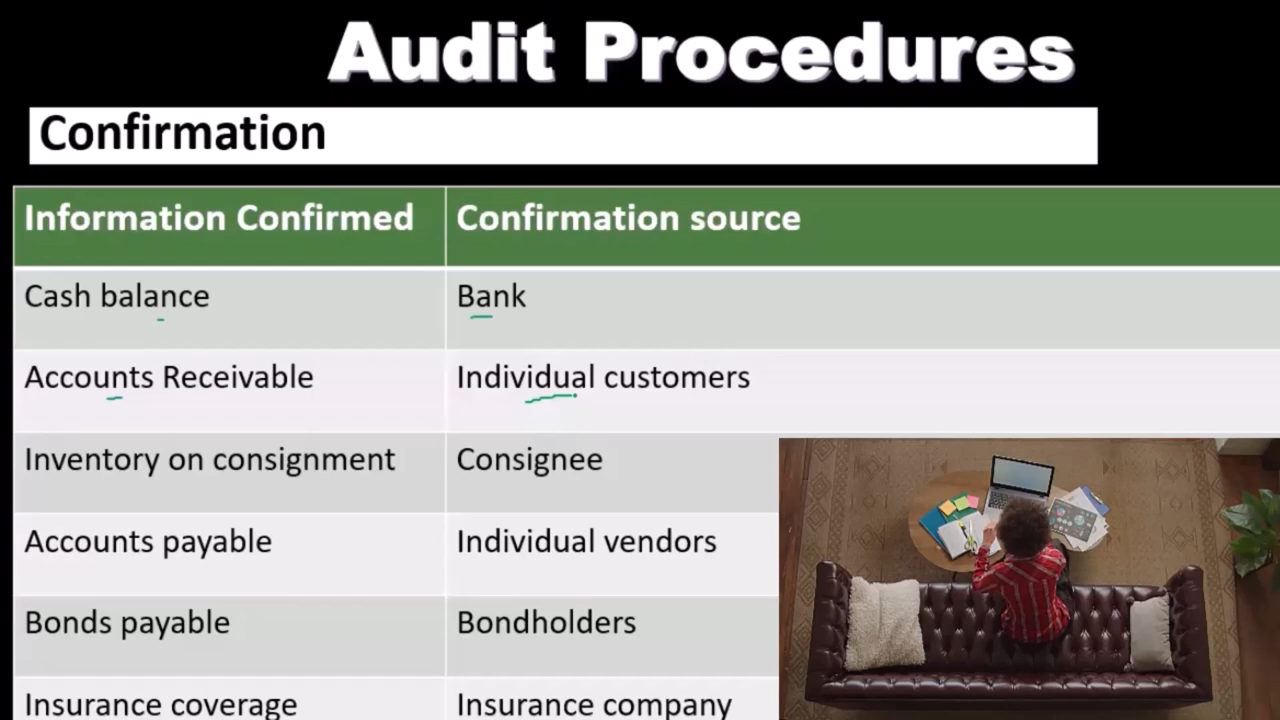 Audit Procedures
Confirmation
Information Confirmed Confirmation source
Cash balance Bank
Accounts Receivable Individual customers
Inventory on consignment Consignee
Accounts payable Individual vendors
Bonds payable Bondholders
Insurance coverage Insurance company